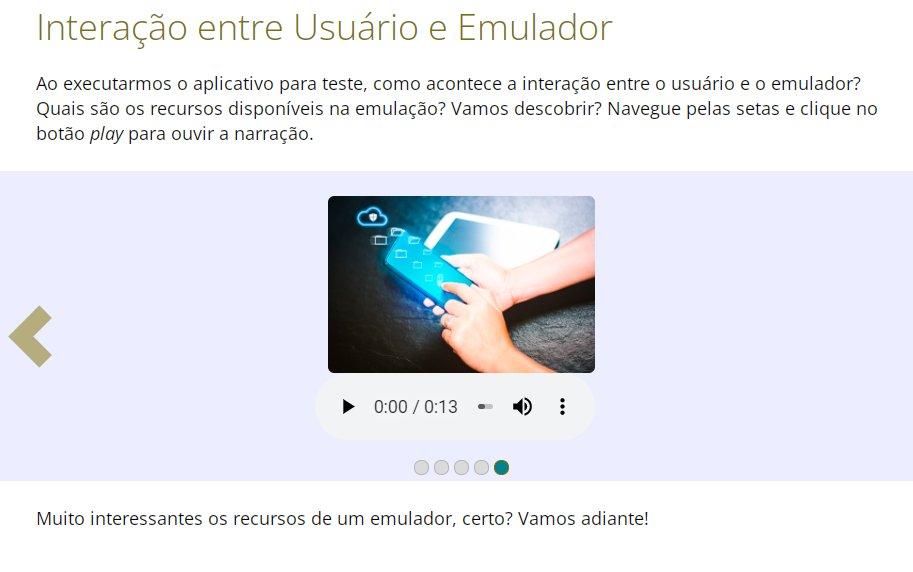 Interação entre Usuário e Emulador
Ao executarmos o aplicativo para teste, como acontece a interação entre o usuário e o emulador?
Quais são os recursos disponíveis na emulação? Vamos descobrir? Navegue pelas setas e clique no
botão play para ouvir a narração.
0:00 / 0:13
Muito interessantes os recursos de um emulador, certo? Vamos adiante!